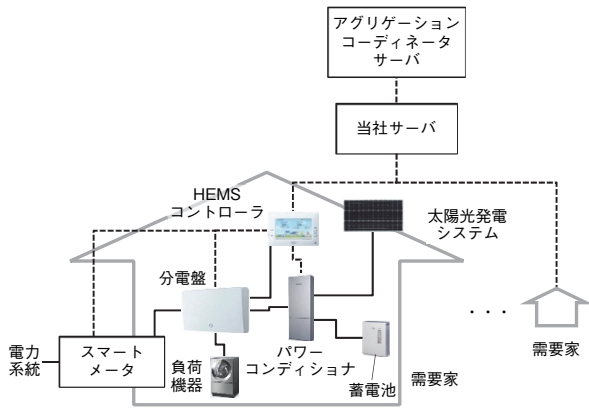 アグリゲーション
コーディネータ
サーバ
当社サーバ
HEMS
コントローラ
太陽光発電
システム
分電盤
電力
系統
スマート
メータ
負荷
機器
パワー
コンディショナ
蓄電池
需要家
・・・
需要家